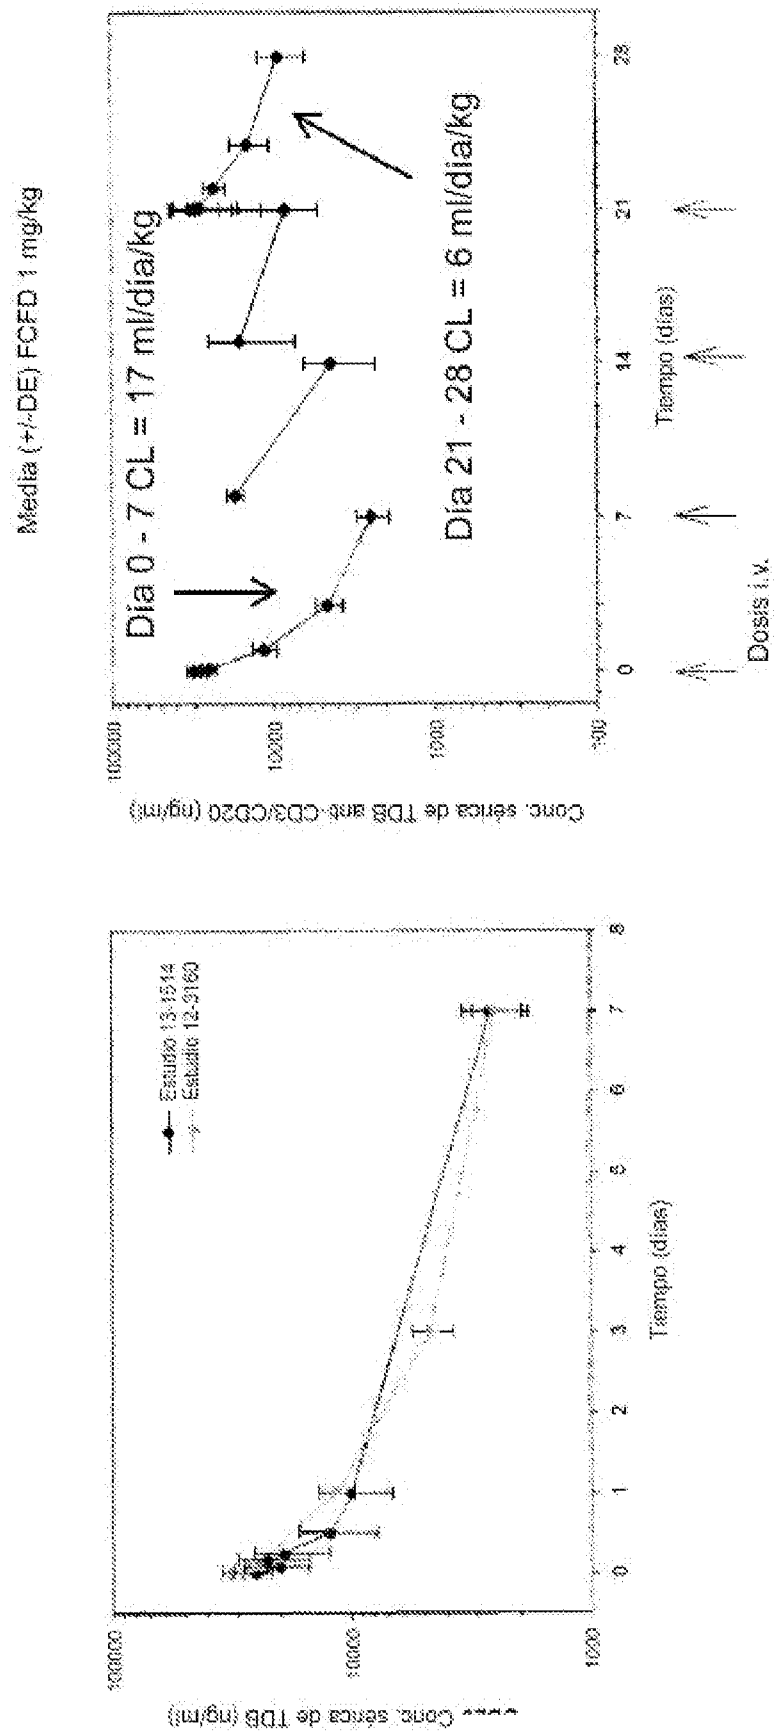 Conc. sérica de TDB (ng/ml)
100000
10000
1000
Estudio 13-1514
Estudio 12-3160
0 1 2 3 4 5 6 7 8
Tiempo (días)
Media (+/-DE) FCFD 1 mg/kg
Conc. sérica de TDB anti-CD3/CD20 (ng/ml)
100000
10000
1000
100
Día 0 - 7 CL = 17 ml/día/kg
Día 21 - 28 CL = 6 ml/día/kg
0 7 14 21 28
Tiempo (días)
Dosis i.v.